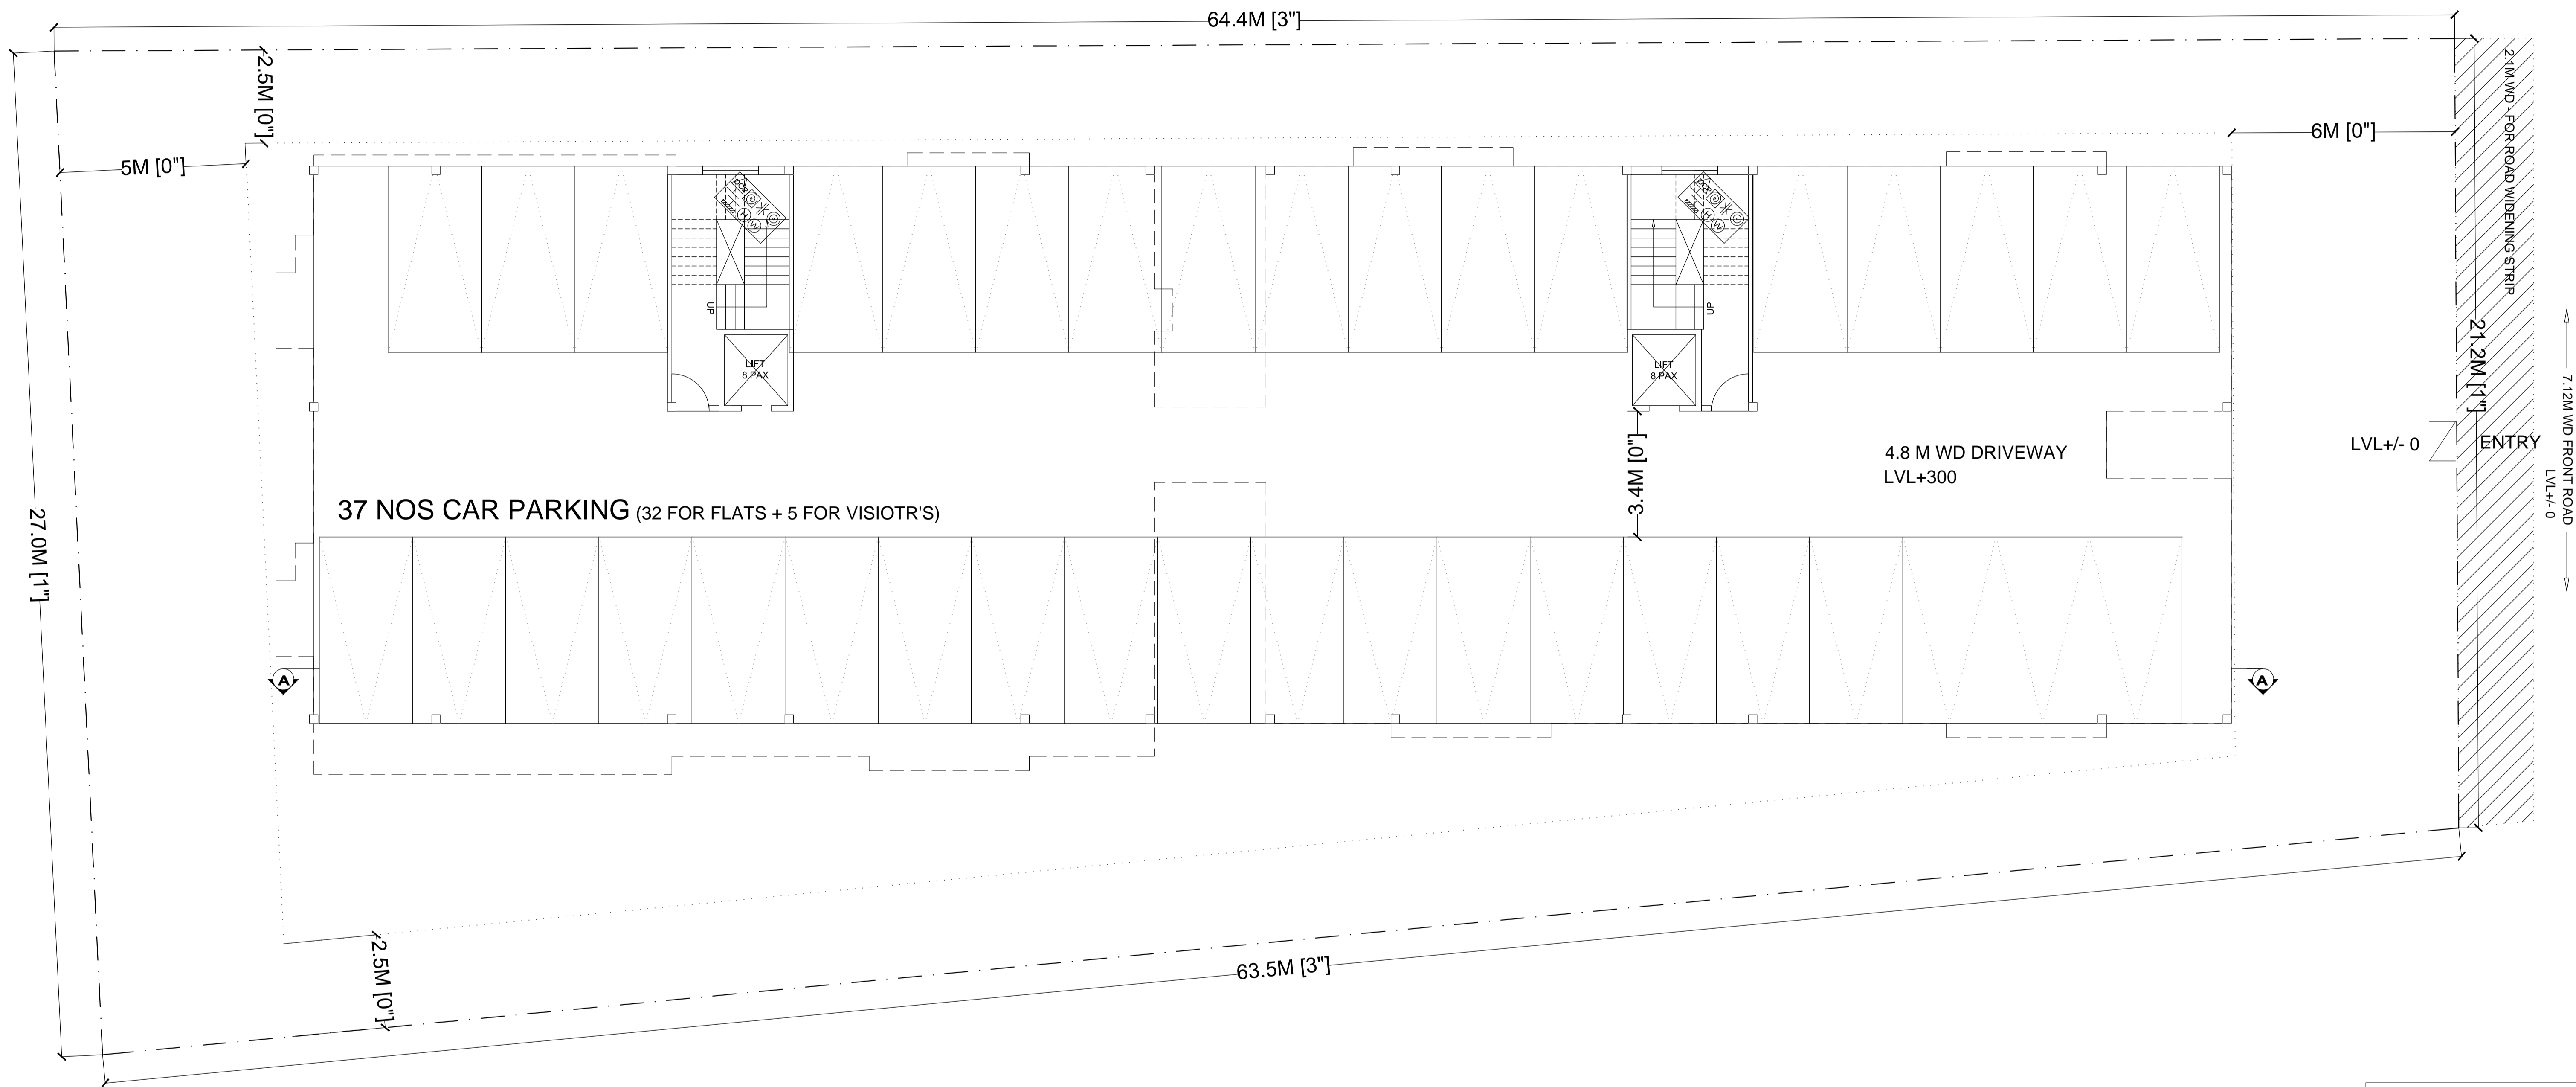 64.4M [3"]
2.5M [0"]
5M [0"]
6M [0"]
2.1M WD - FOR ROAD WIDENING STRIP
DCP
H
W
DCP
H
W
UP
UP
LIFT
8 PAX
LIFT
8 PAX
21.2M [1"]
7.12M WD FRONT ROAD
LVL+/- 0
LVL+/- 0
ENTRY
4.8 M WD DRIVEWAY
LVL+300
3.4M [0"]
37 NOS CAR PARKING (32 FOR FLATS + 5 FOR VISIOTR'S)
27.0M [1"]
A
A
2.5M [0"]
63.5M [3"]